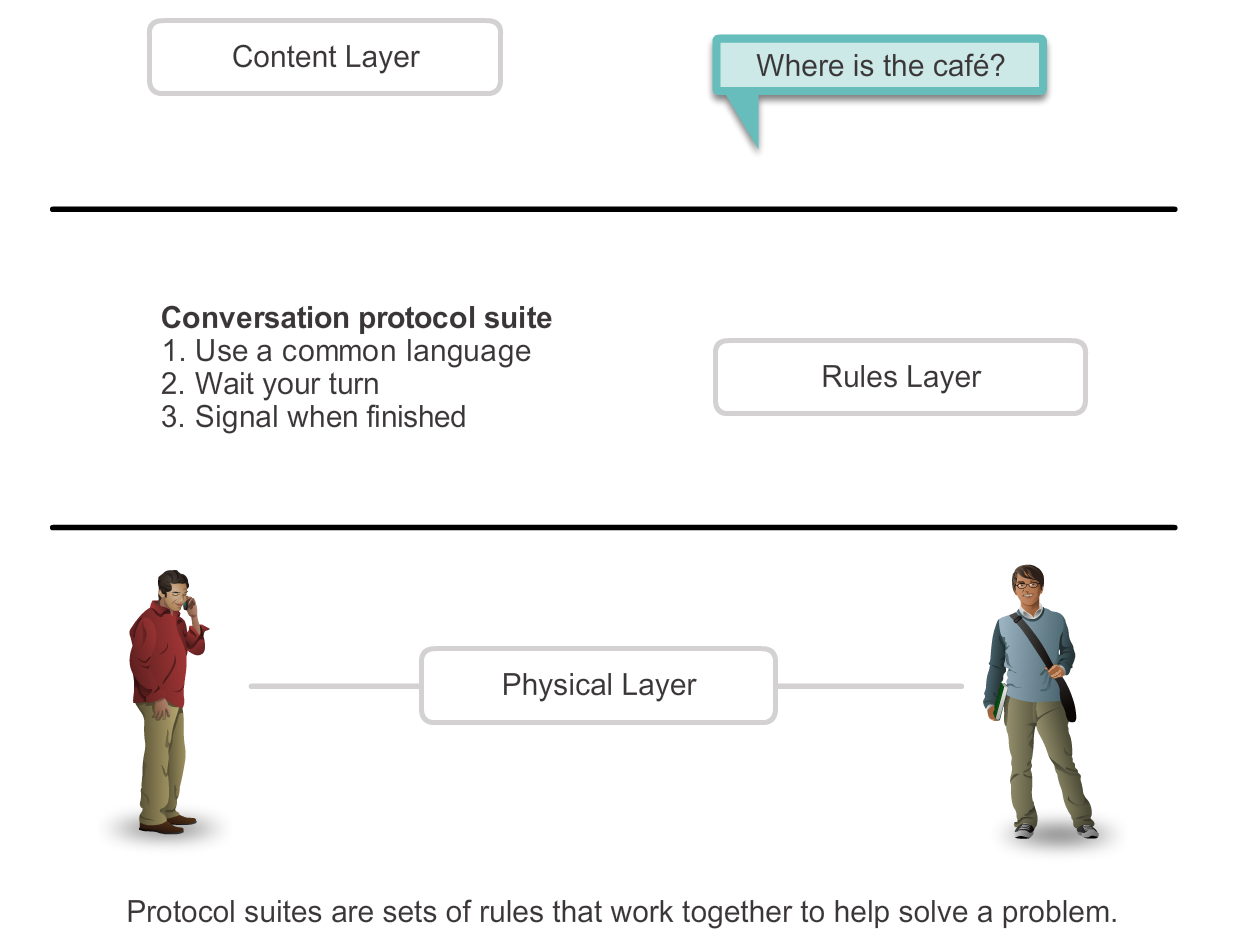 Content Layer
Where is the café?
Conversation protocol suite
1. Use a common language
2. Wait your turn
3. Signal when finished
Rules Layer
Physical Layer
Protocol suites are sets of rules that work together to help solve a problem.